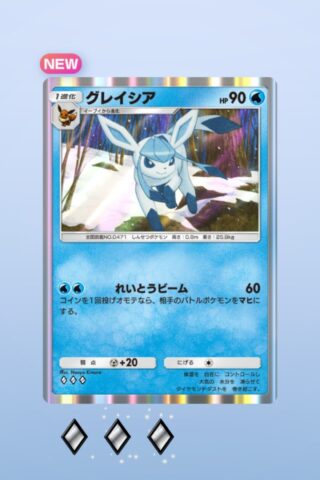 NEW
1進化 グレイシア HP 90
イーブイから進化
全国図鑑NO.0471 しんせつポケモン 高さ：0.8m 重さ：25.9kg
れいとうビーム 60
コインを1回投げオモテなら、相手のバトルポケモンをマヒに
する。
弱点 +20 にげる
Illus. Naoyo Kimura
体温を 自在に コントロールし
大気の 水分を 凍らせて
ダイヤモンドダストを 巻き起こす。